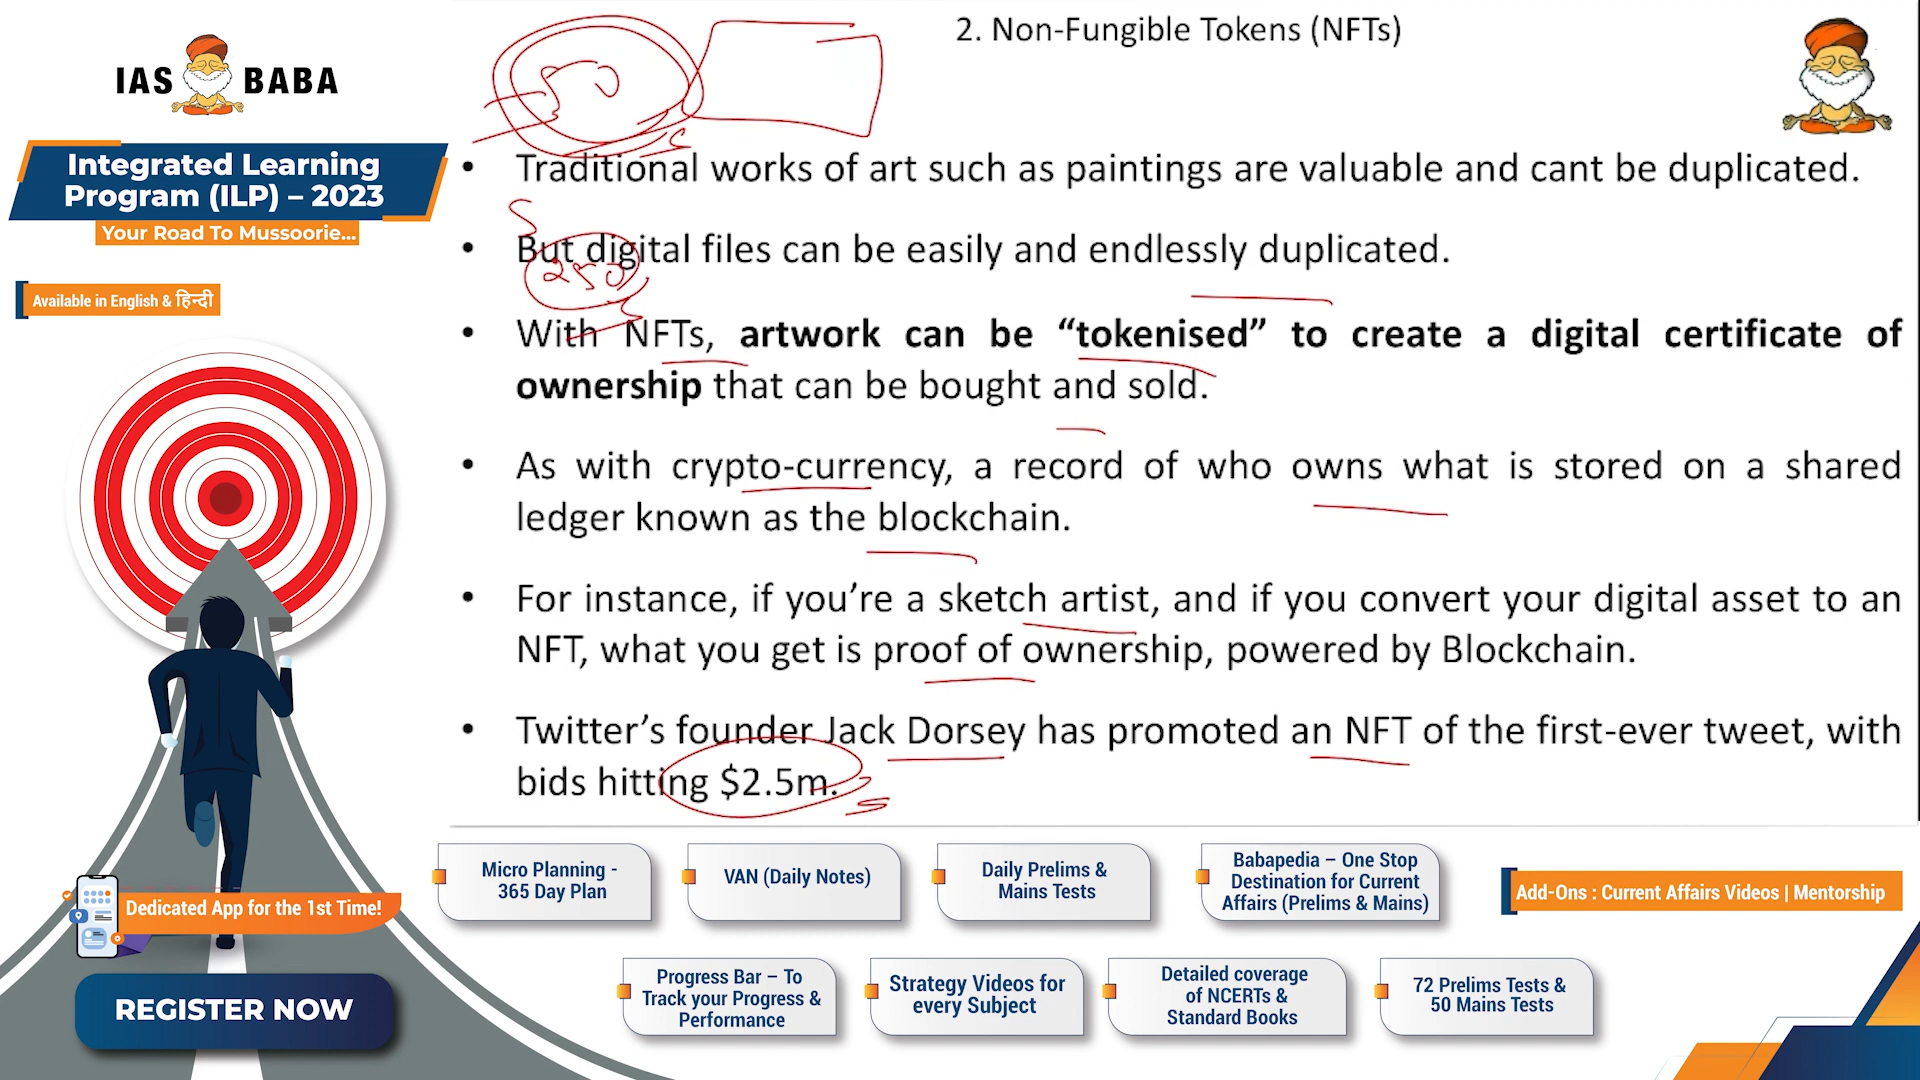 2. Non-Fungible Tokens (NFTs)
IAS BABA
Integrated Learning
Program (ILP) – 2023
Your Road To Mussoorie...
Available in English & हिन्दी
• Traditional works of art such as paintings are valuable and cant be duplicated.
• But digital files can be easily and endlessly duplicated.
250
• With NFTs, artwork can be “tokenised” to create a digital certificate of
ownership that can be bought and sold.
• As with crypto-currency, a record of who owns what is stored on a shared
ledger known as the blockchain.
• For instance, if you’re a sketch artist, and if you convert your digital asset to an
NFT, what you get is proof of ownership, powered by Blockchain.
• Twitter’s founder Jack Dorsey has promoted an NFT of the first-ever tweet, with
bids hitting $2.5m.
Dedicated App for the 1st Time!
REGISTER NOW
Micro Planning -
365 Day Plan
VAN (Daily Notes)
Daily Prelims &
Mains Tests
Babapedia – One Stop
Destination for Current
Affairs (Prelims & Mains)
Add-Ons : Current Affairs Videos | Mentorship
Progress Bar – To
Track your Progress &
Performance
Strategy Videos for
every Subject
Detailed coverage
of NCERTs &
Standard Books
72 Prelims Tests &
50 Mains Tests